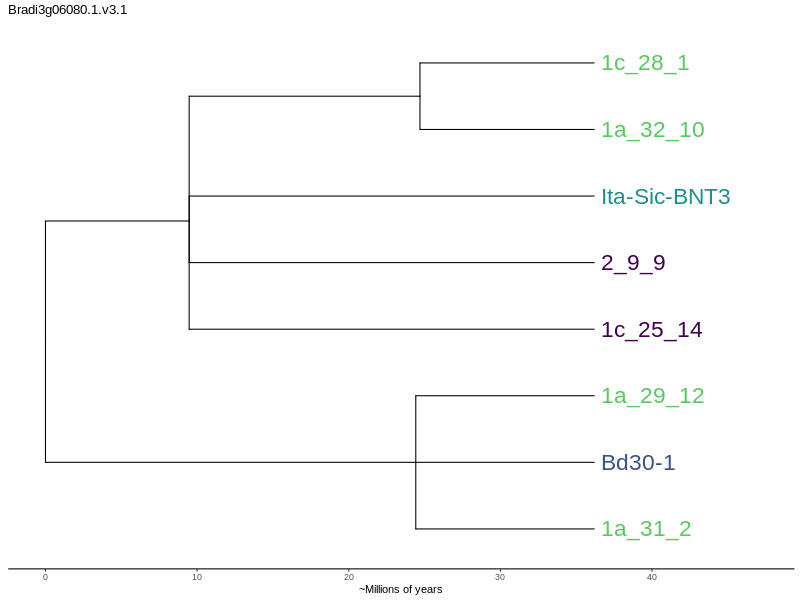 Bradi3g06080.1.v3.1
1c_28_1
1a_32_10
Ita-Sic-BNT3
2_9_9
1c_25_14
1a_29_12
Bd30-1
1a_31_2
0 10 20 30 40
~Millions of years